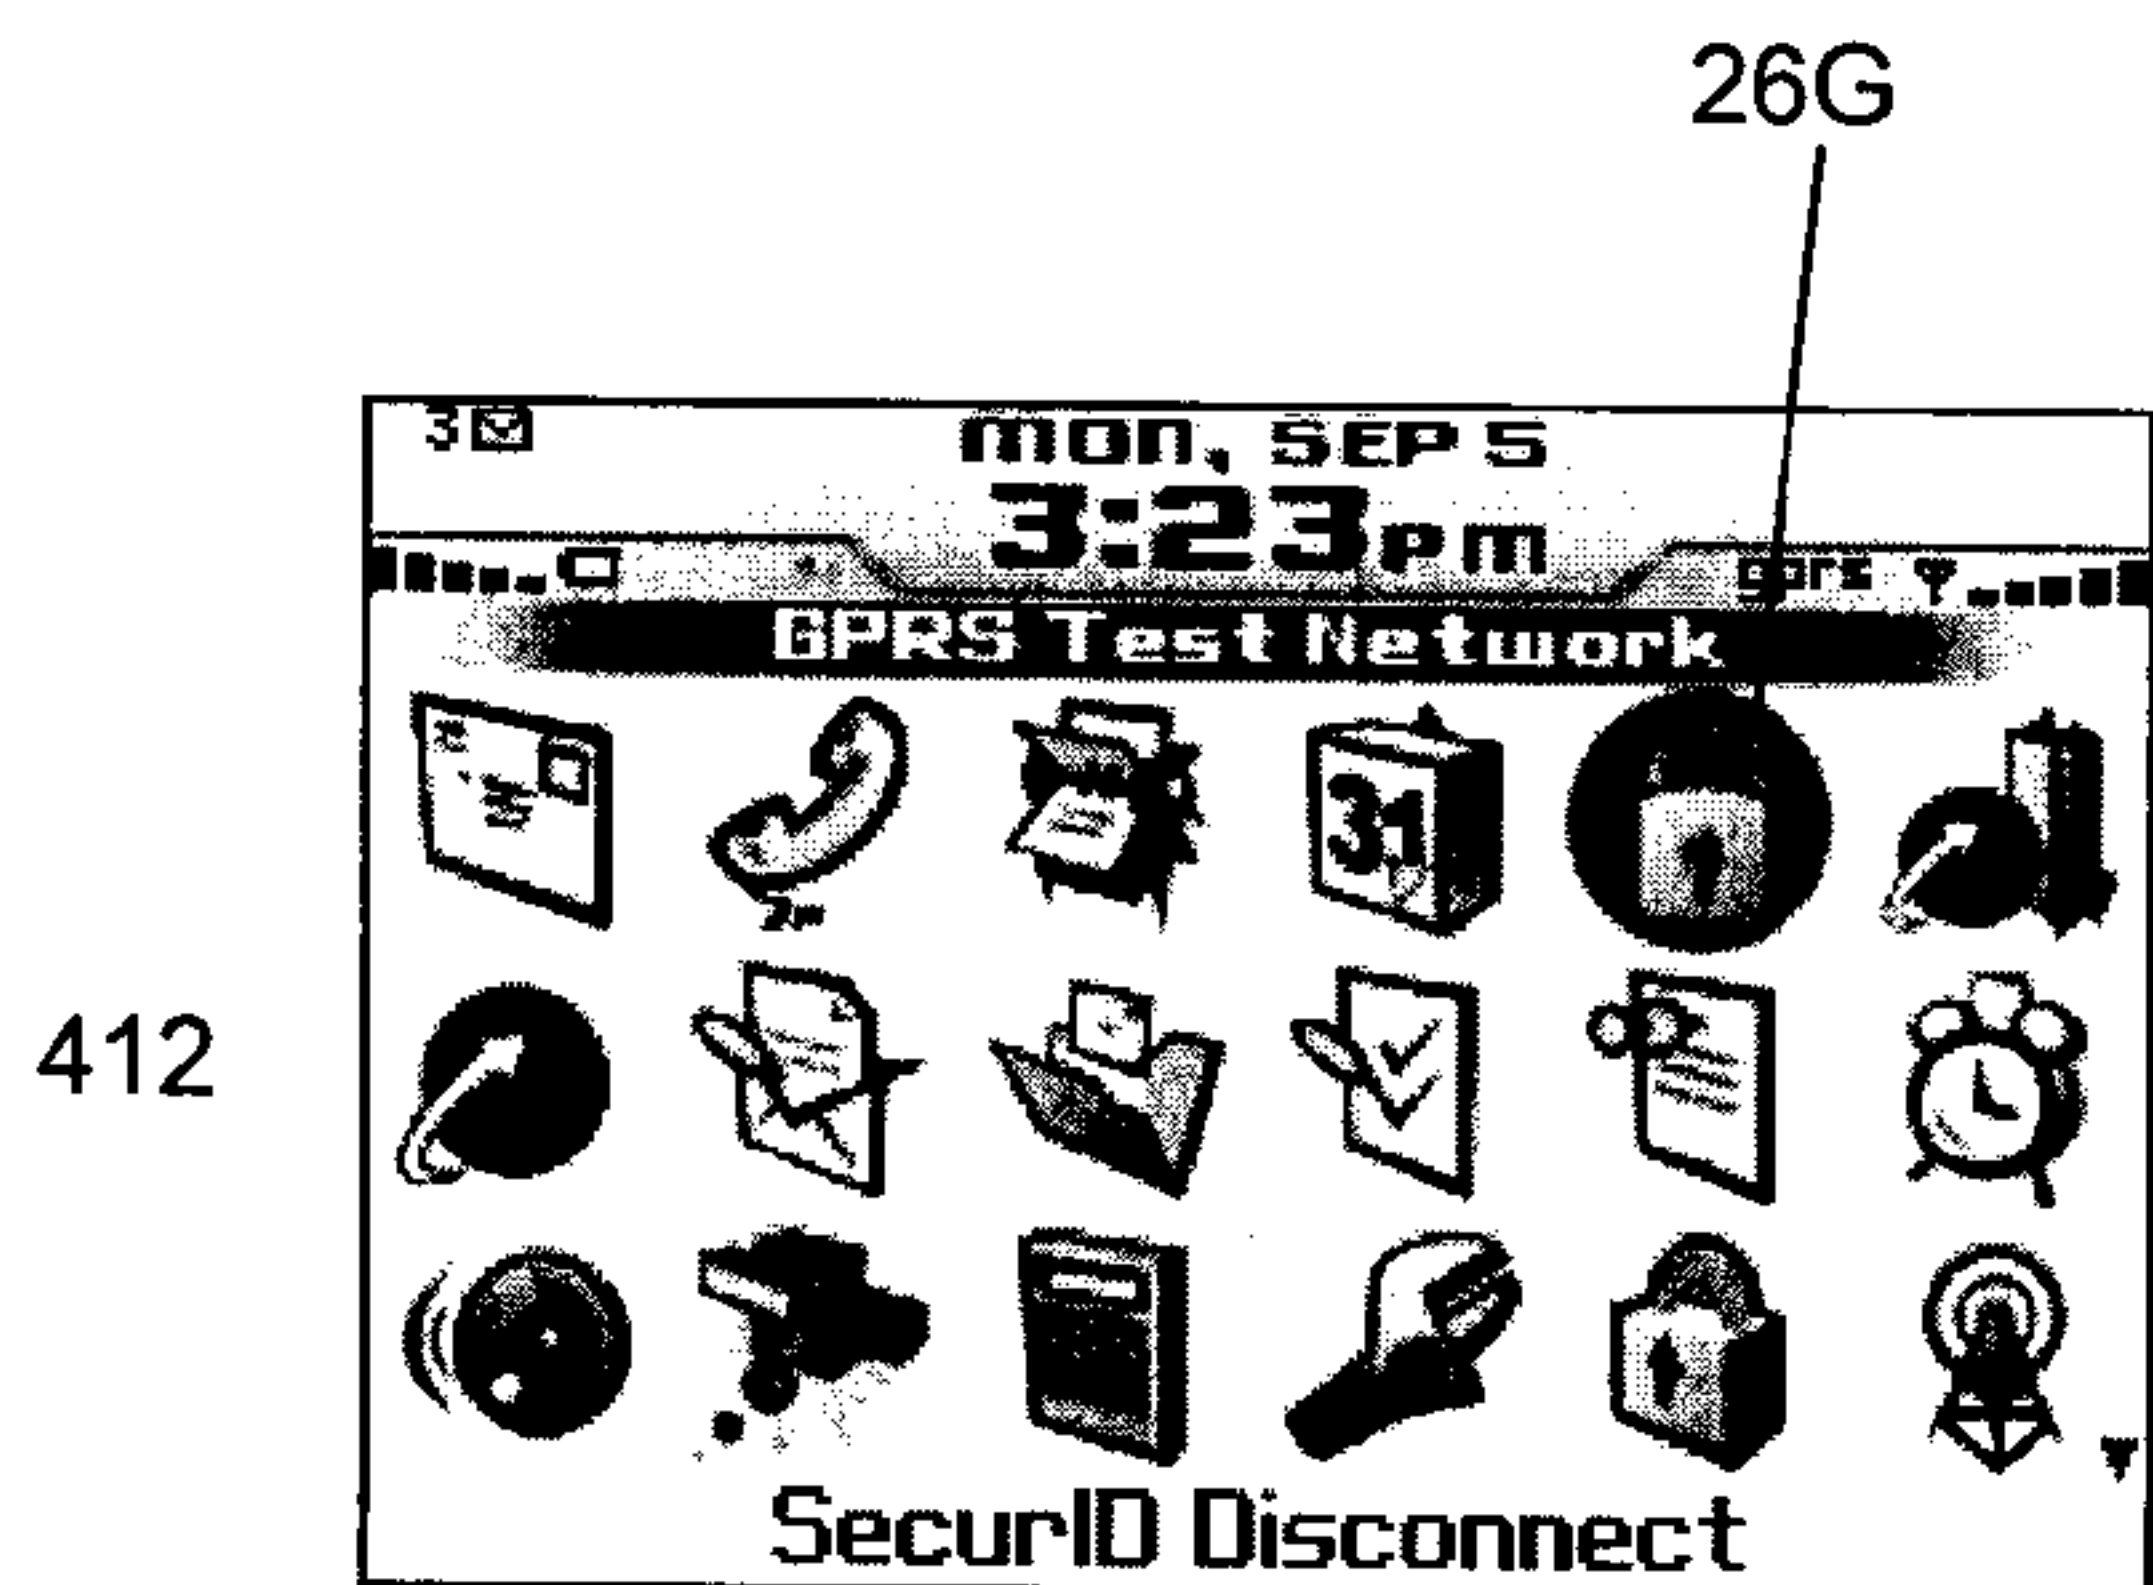 26G
3
mon, SEP 5
3:23pm
gprs
GPRS Test Network
31
412
SecurID Disconnect